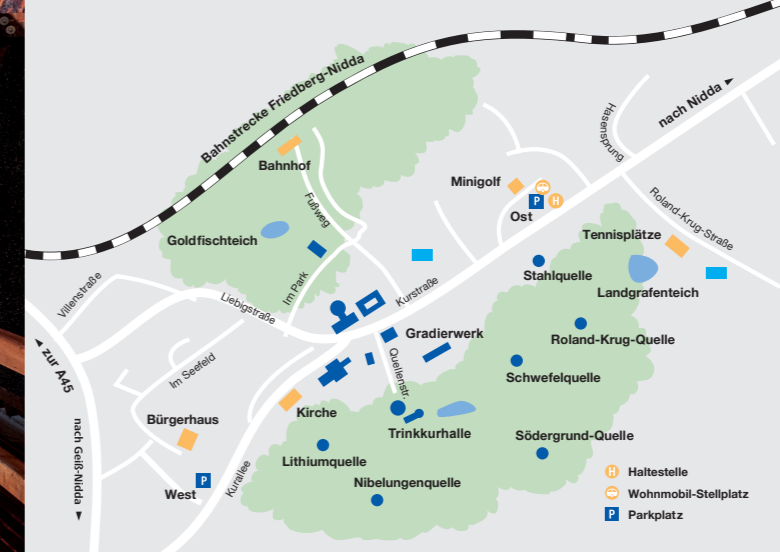 Bahnstrecke Friedberg-Nidda
nach Nidda
Hasensprung
Bahnhof
Minigolf
P
H
Ost
Fußweg
Roland-Krug-Straße
Goldfischteich
Tennisplätze
Stahlquelle
Im Park
Landgrafenteich
Villenstraße
Liebigstraße
Kurstraße
Gradierwerk
Roland-Krug-Quelle
zur A45
Im Seefeld
Quellenstr.
Schwefelquelle
Kirche
Bürgerhaus
Trinkkurhalle
Södergrund-Quelle
nach Geiß-Nidda
Lithiumquelle
Kurallee
P
West
Nibelungenquelle
H Haltestelle
Wohnmobil-Stellplatz
P Parkplatz